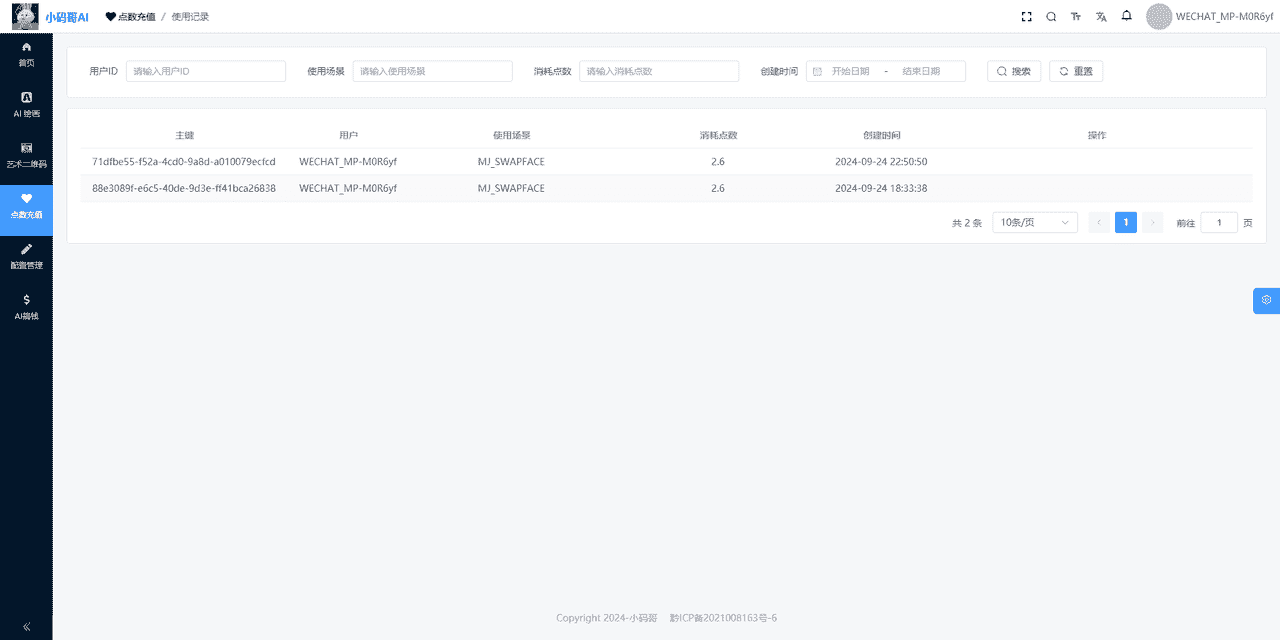 小码哥AI 点数充值 / 使用记录 WECHAT_MP-M0R6yf
首页
AI 绘画
艺术二维码
点数充值
配置管理
AI搞钱
用户ID 请输入用户ID 使用场景 请输入使用场景 消耗点数 请输入消耗点数 创建时间 开始日期 - 结束日期 搜索 重置
主键 用户 使用场景 消耗点数 创建时间 操作
71dfbe55-f52a-4cd0-9a8d-a010079ecfcd WECHAT_MP-M0R6yf MJ_SWAPFACE 2.6 2024-09-24 22:50:50
88e3089f-e6c5-40de-9d3e-ff41bca26838 WECHAT_MP-M0R6yf MJ_SWAPFACE 2.6 2024-09-24 18:33:38
共 2 条 10条/页 1 前往 1 页
Copyright 2024-小码哥 黔ICP备2021008163号-6